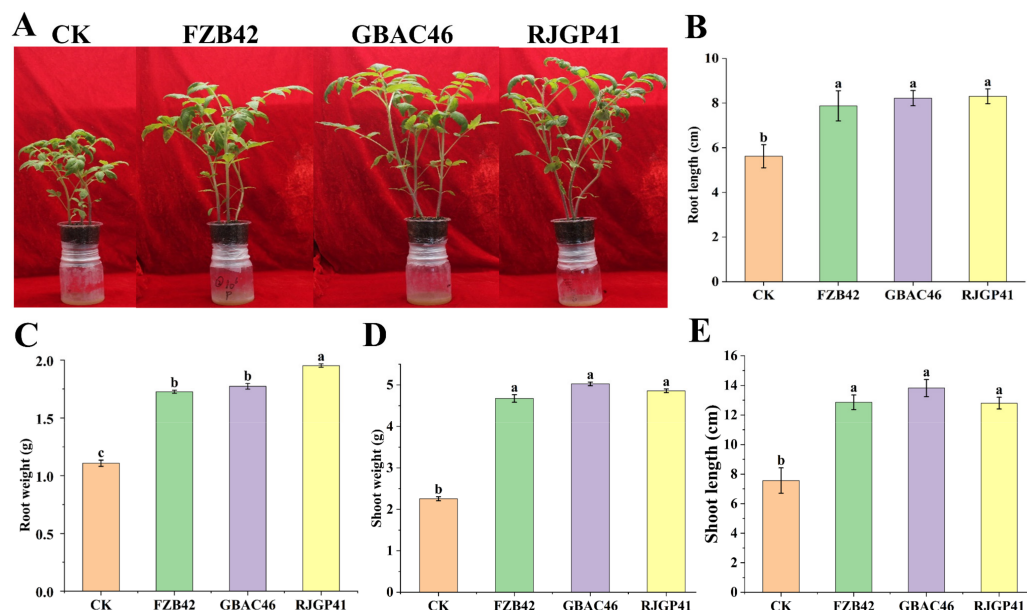 A
CK FZB42 GBAC46 RJGP41
B
Root length (cm)
10
8
6
4
2
0
b a a a
CK FZB42 GBAC46 RJGP41
C
Root weight (g)
2.0
1.5
1.0
0.5
0.0
c b b a
CK FZB42 GBAC46 RJGP41
D
Shoot weight (g)
5
4
3
2
1
0
b a a a
CK FZB42 GBAC46 RJGP41
E
Shoot length (cm)
16
14
12
10
8
6
4
2
0
b a a a
CK FZB42 GBAC46 RJGP41